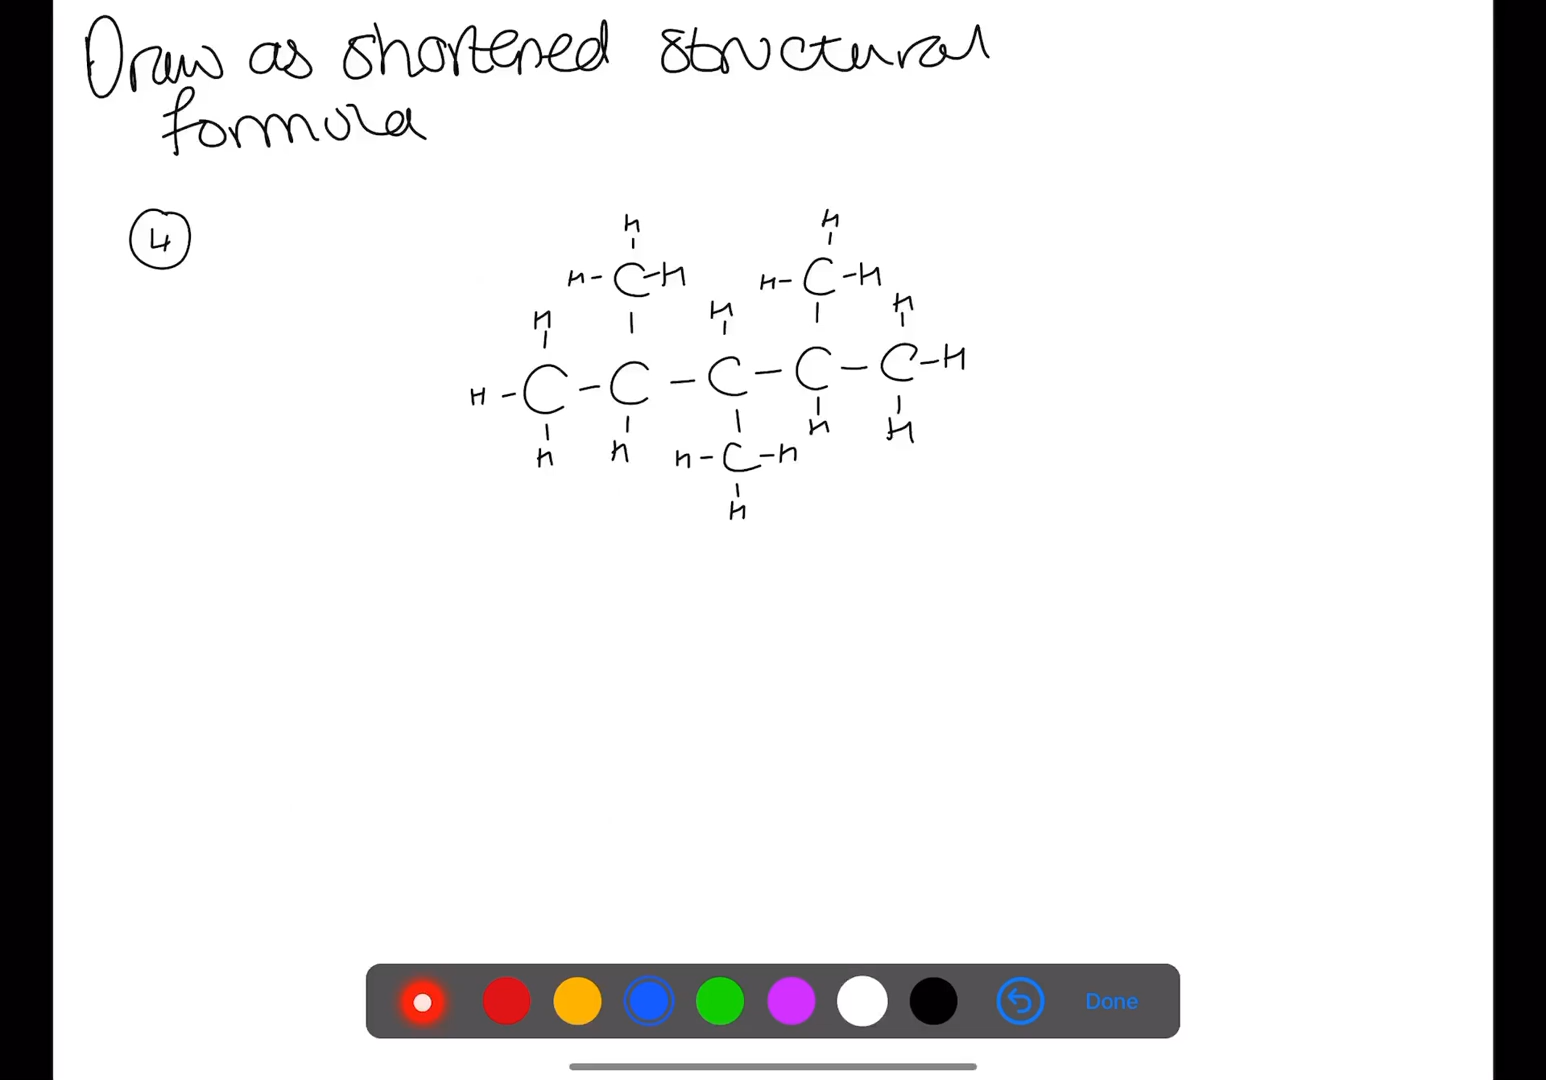 Draw as shortened structural
formula
4
H H
H-C-H H-C-H
H H H
H-C-C-C-C-C-H
H H H-C-H H H
H
Done